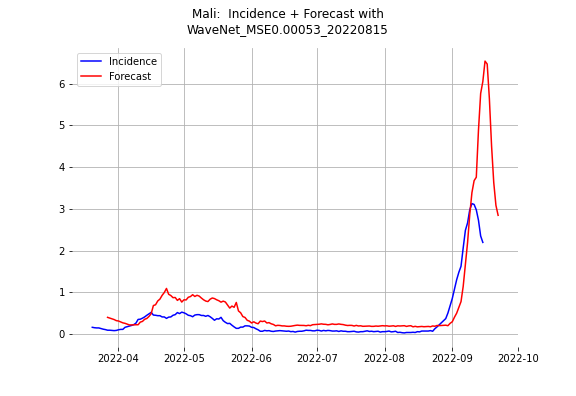 Mali:  Incidence + Forecast with
WaveNet_MSE0.00053_20220815
Incidence
Forecast
6
5
4
3
2
1
0
2022-04 2022-05 2022-06 2022-07 2022-08 2022-09 2022-10